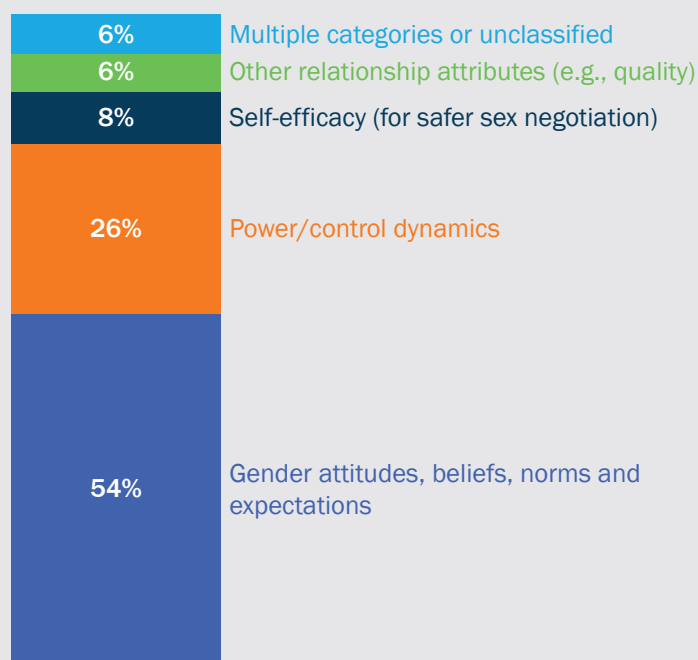 6% Multiple categories or unclassified
6% Other relationship attributes (e.g., quality)
8% Self-efficacy (for safer sex negotiation)
26% Power/control dynamics
54% Gender attitudes, beliefs, norms and
expectations